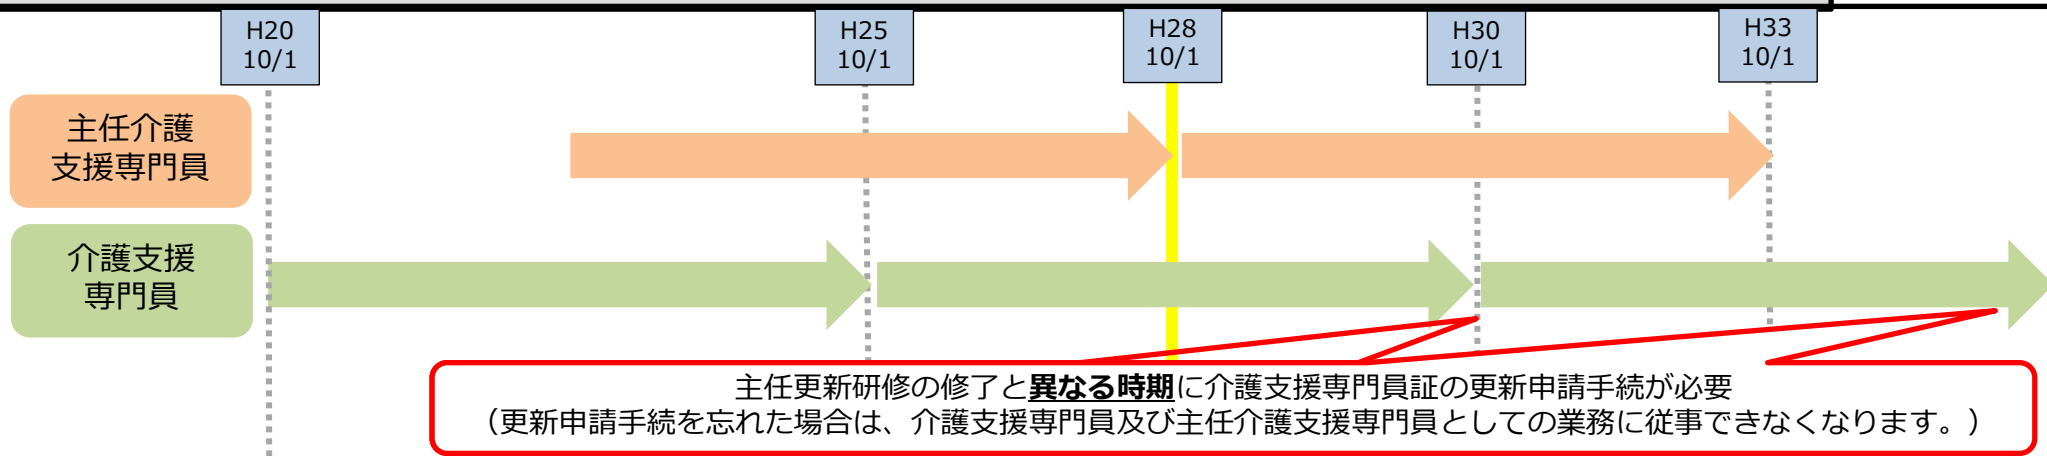 H20
10/1
H25
10/1
H28
10/1
H30
10/1
H33
10/1
主任介護
支援専門員
介護支援
専門員
主任更新研修の修了と異なる時期に介護支援専門員証の更新申請手続が必要
（更新申請手続を忘れた場合は、介護支援専門員及び主任介護支援専門員としての業務に従事できなくなります。）